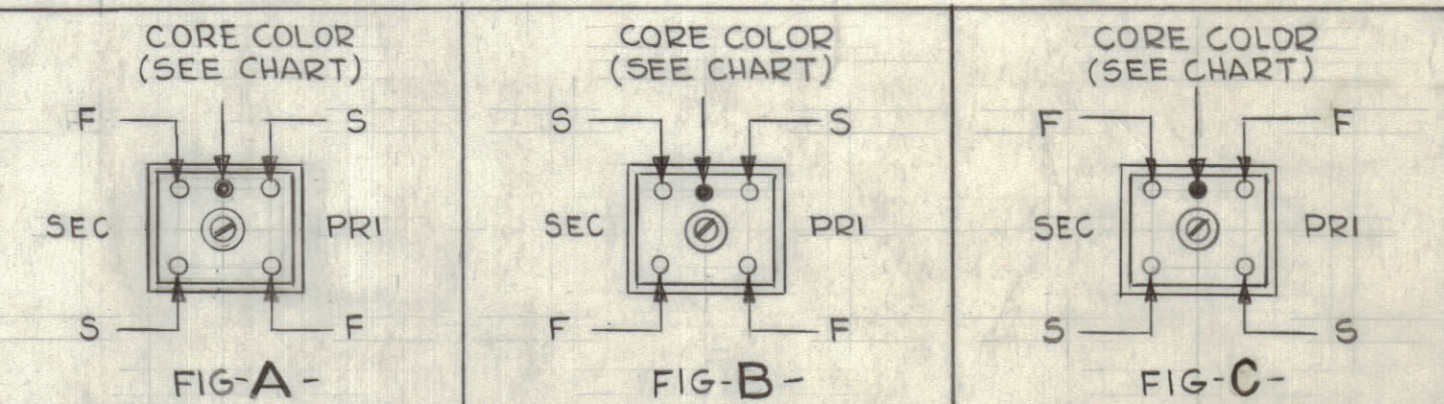 CORE COLOR
(SEE CHART)
F S
SEC PRI
S F
FIG-A-
CORE COLOR
(SEE CHART)
S S
SEC PRI
F F
FIG-B-
CORE COLOR
(SEE CHART)
F F
SEC PRI
S S
FIG-C-